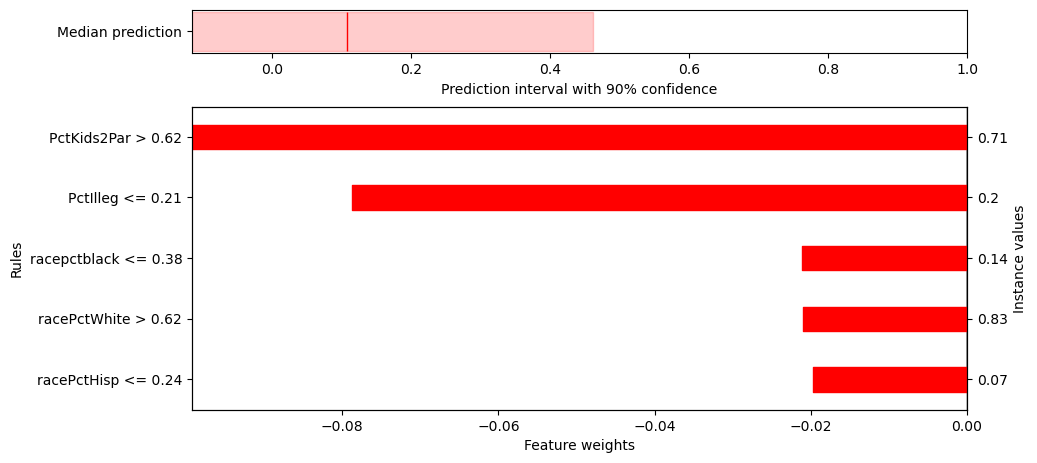 Median prediction
0.0 0.2 0.4 0.6 0.8 1.0
Prediction interval with 90% confidence
Rules
PctKids2Par > 0.62
0.71
PctIlleg <= 0.21
0.2
racepctblack <= 0.38
0.14
racePctWhite > 0.62
0.83
racePctHisp <= 0.24
0.07
Instance values
−0.08 −0.06 −0.04 −0.02 0.00
Feature weights